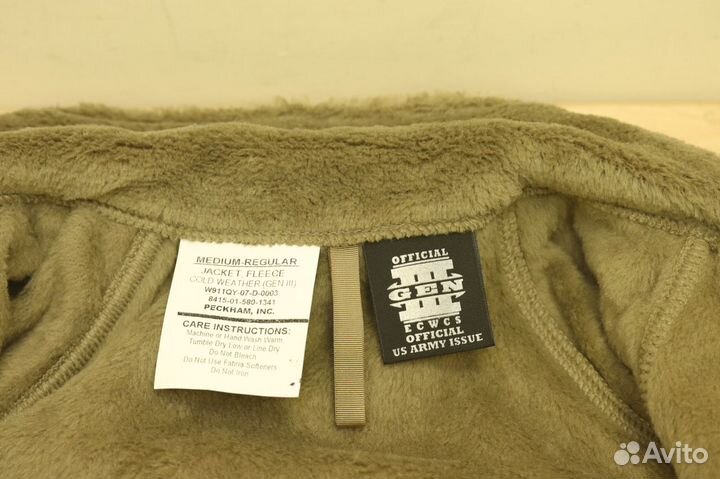 MEDIUM-REGULAR
JACKET, FLEECE
COLD WEATHER (GEN III)
W911QY-07-D-0003
8415-01-580-1341
PECKHAM, INC.
CARE INSTRUCTIONS:
Machine or Hand Wash Warm
Tumble Dry Low or Line Dry
Do Not Bleach
Do Not Use Fabric Softeners
Do Not Iron
OFFICIAL
III
GEN
III
ECWCS
OFFICIAL
US ARMY ISSUE
Avito